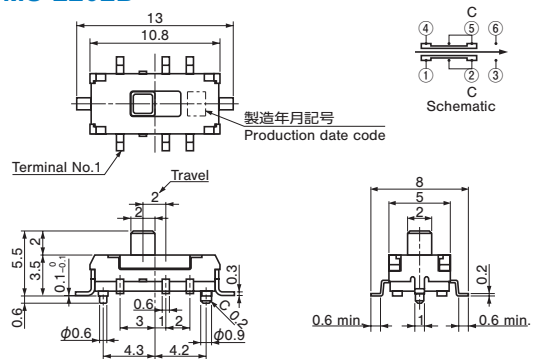 13
10.8
C
④ ⑤ ⑥
① ② ③
C
Schematic
製造年月記号
Production date code
Terminal No.1
Travel
2
2
5.5
2
3.5
0.1 0 -0.1
0.6
0.3
0.6
C 0.2
φ0.6
3
1
2
φ0.9
4.3
4.2
8
5
2
0.2
0.6 min.
1
0.6 min.